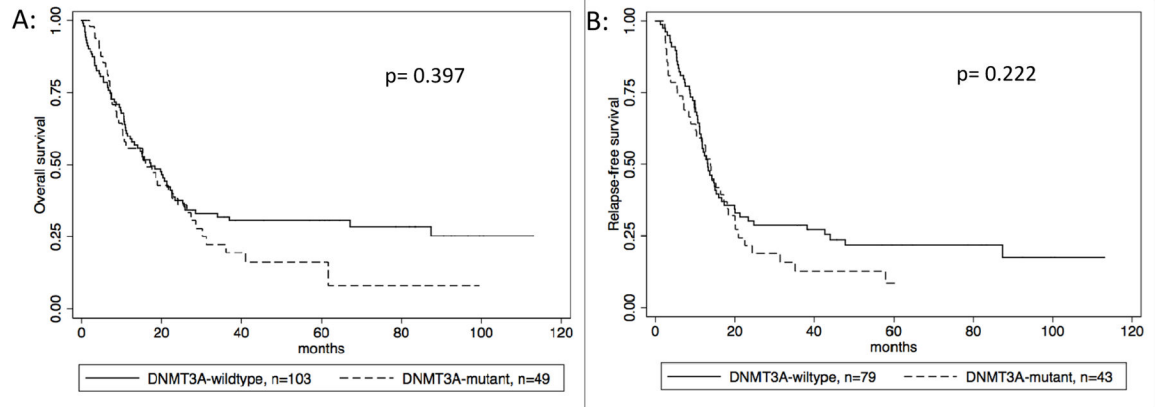 A:
p= 0.397
Overall survival
1.00
0.75
0.50
0.25
0.00
0 20 40 60 80 100 120
months
DNMT3A-wildtype, n=103 DNMT3A-mutant, n=49
B:
p= 0.222
Relapse-free survival
1.00
0.75
0.50
0.25
0.00
0 20 40 60 80 100 120
months
DNMT3A-wiltype, n=79 DNMT3A-mutant, n=43